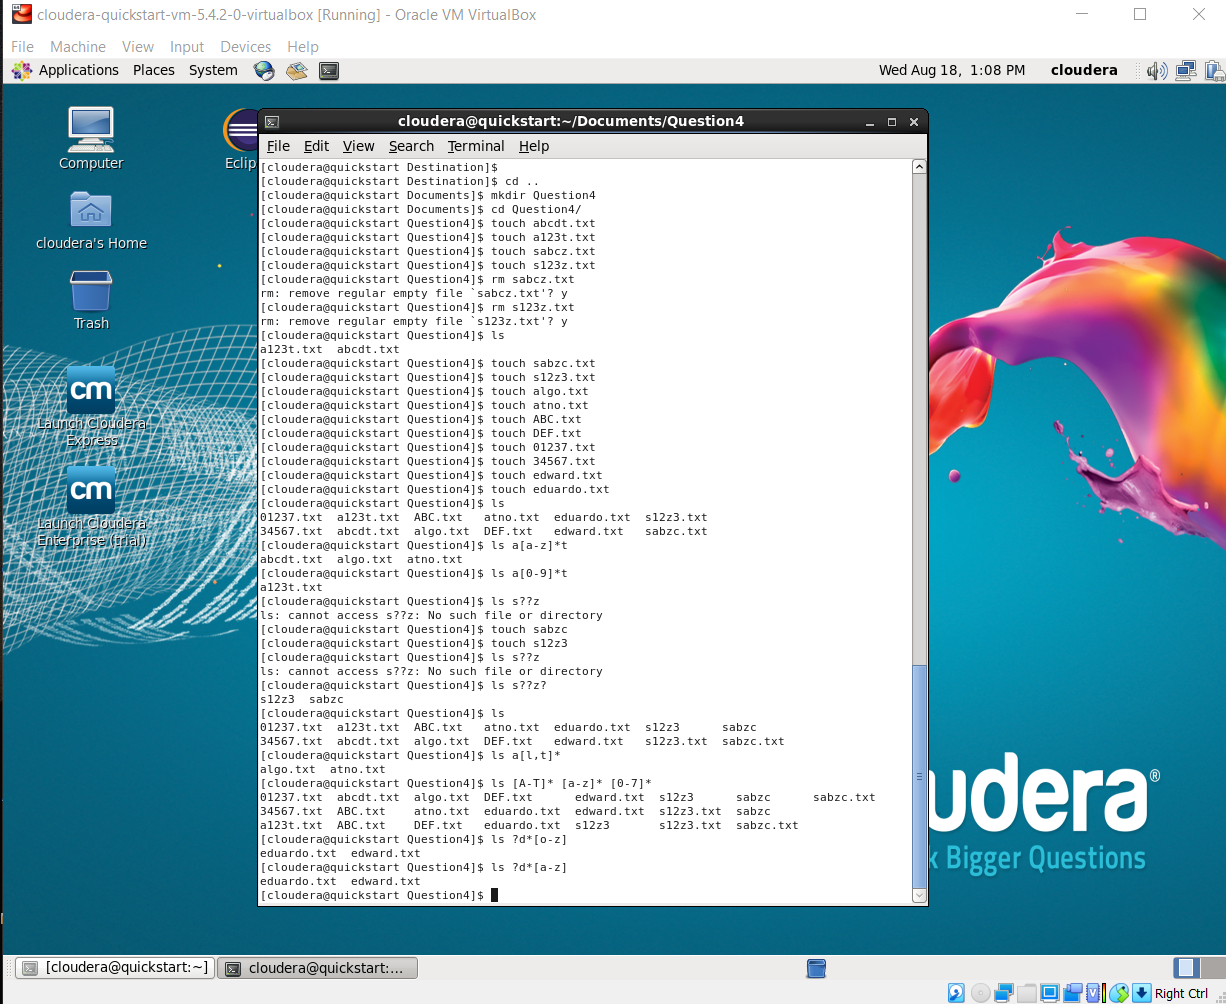 cloudera-quickstart-vm-5.4.2-0-virtualbox [Running] - Oracle VM VirtualBox
File Machine View Input Devices Help
Applications Places System Wed Aug 18, 1:08 PM cloudera
Computer
cloudera's Home
Trash
cm
Launch Cloudera
Express
cm
Launch Cloudera
Enterprise (trial)
Eclip
cloudera@quickstart:~/Documents/Question4
File Edit View Search Terminal Help
[cloudera@quickstart Destination]$
[cloudera@quickstart Destination]$ cd ..
[cloudera@quickstart Documents]$ mkdir Question4
[cloudera@quickstart Documents]$ cd Question4/
[cloudera@quickstart Question4]$ touch abcdt.txt
[cloudera@quickstart Question4]$ touch a123t.txt
[cloudera@quickstart Question4]$ touch sabcz.txt
[cloudera@quickstart Question4]$ touch s123z.txt
[cloudera@quickstart Question4]$ rm sabcz.txt
rm: remove regular empty file `sabcz.txt'? y
[cloudera@quickstart Question4]$ rm s123z.txt
rm: remove regular empty file `s123z.txt'? y
[cloudera@quickstart Question4]$ ls
a123t.txt  abcdt.txt
[cloudera@quickstart Question4]$ touch sabzc.txt
[cloudera@quickstart Question4]$ touch s12z3.txt
[cloudera@quickstart Question4]$ touch algo.txt
[cloudera@quickstart Question4]$ touch atno.txt
[cloudera@quickstart Question4]$ touch ABC.txt
[cloudera@quickstart Question4]$ touch DEF.txt
[cloudera@quickstart Question4]$ touch 01237.txt
[cloudera@quickstart Question4]$ touch 34567.txt
[cloudera@quickstart Question4]$ touch edward.txt
[cloudera@quickstart Question4]$ touch eduardo.txt
[cloudera@quickstart Question4]$ ls
01237.txt  a123t.txt  ABC.txt   atno.txt  eduardo.txt  s12z3.txt
34567.txt  abcdt.txt  algo.txt  DEF.txt   edward.txt   sabzc.txt
[cloudera@quickstart Question4]$ ls a[a-z]*t
abcdt.txt  algo.txt  atno.txt
[cloudera@quickstart Question4]$ ls a[0-9]*t
a123t.txt
[cloudera@quickstart Question4]$ ls s??z
ls: cannot access s??z: No such file or directory
[cloudera@quickstart Question4]$ touch sabzc
[cloudera@quickstart Question4]$ touch s12z3
[cloudera@quickstart Question4]$ ls s??z
ls: cannot access s??z: No such file or directory
[cloudera@quickstart Question4]$ ls s??z?
s12z3  sabzc
[cloudera@quickstart Question4]$ ls
01237.txt  a123t.txt  ABC.txt   atno.txt  eduardo.txt  s12z3      sabzc
34567.txt  abcdt.txt  algo.txt  DEF.txt   edward.txt   s12z3.txt  sabzc.txt
[cloudera@quickstart Question4]$ ls a[l,t]*
algo.txt  atno.txt
[cloudera@quickstart Question4]$ ls [A-T]* [a-z]* [0-7]*
01237.txt  abcdt.txt  algo.txt  DEF.txt      edward.txt  s12z3      sabzc      sabzc.txt
34567.txt  ABC.txt    atno.txt  eduardo.txt  edward.txt  s12z3.txt  sabzc
a123t.txt  ABC.txt    DEF.txt   eduardo.txt  s12z3       s12z3.txt  sabzc.txt
[cloudera@quickstart Question4]$ ls ?d*[o-z]
eduardo.txt  edward.txt
[cloudera@quickstart Question4]$ ls ?d*[a-z]
eduardo.txt  edward.txt
[cloudera@quickstart Question4]$
oudera®
k Bigger Questions
[cloudera@quickstart:~] cloudera@quickstart:...
Right Ctrl